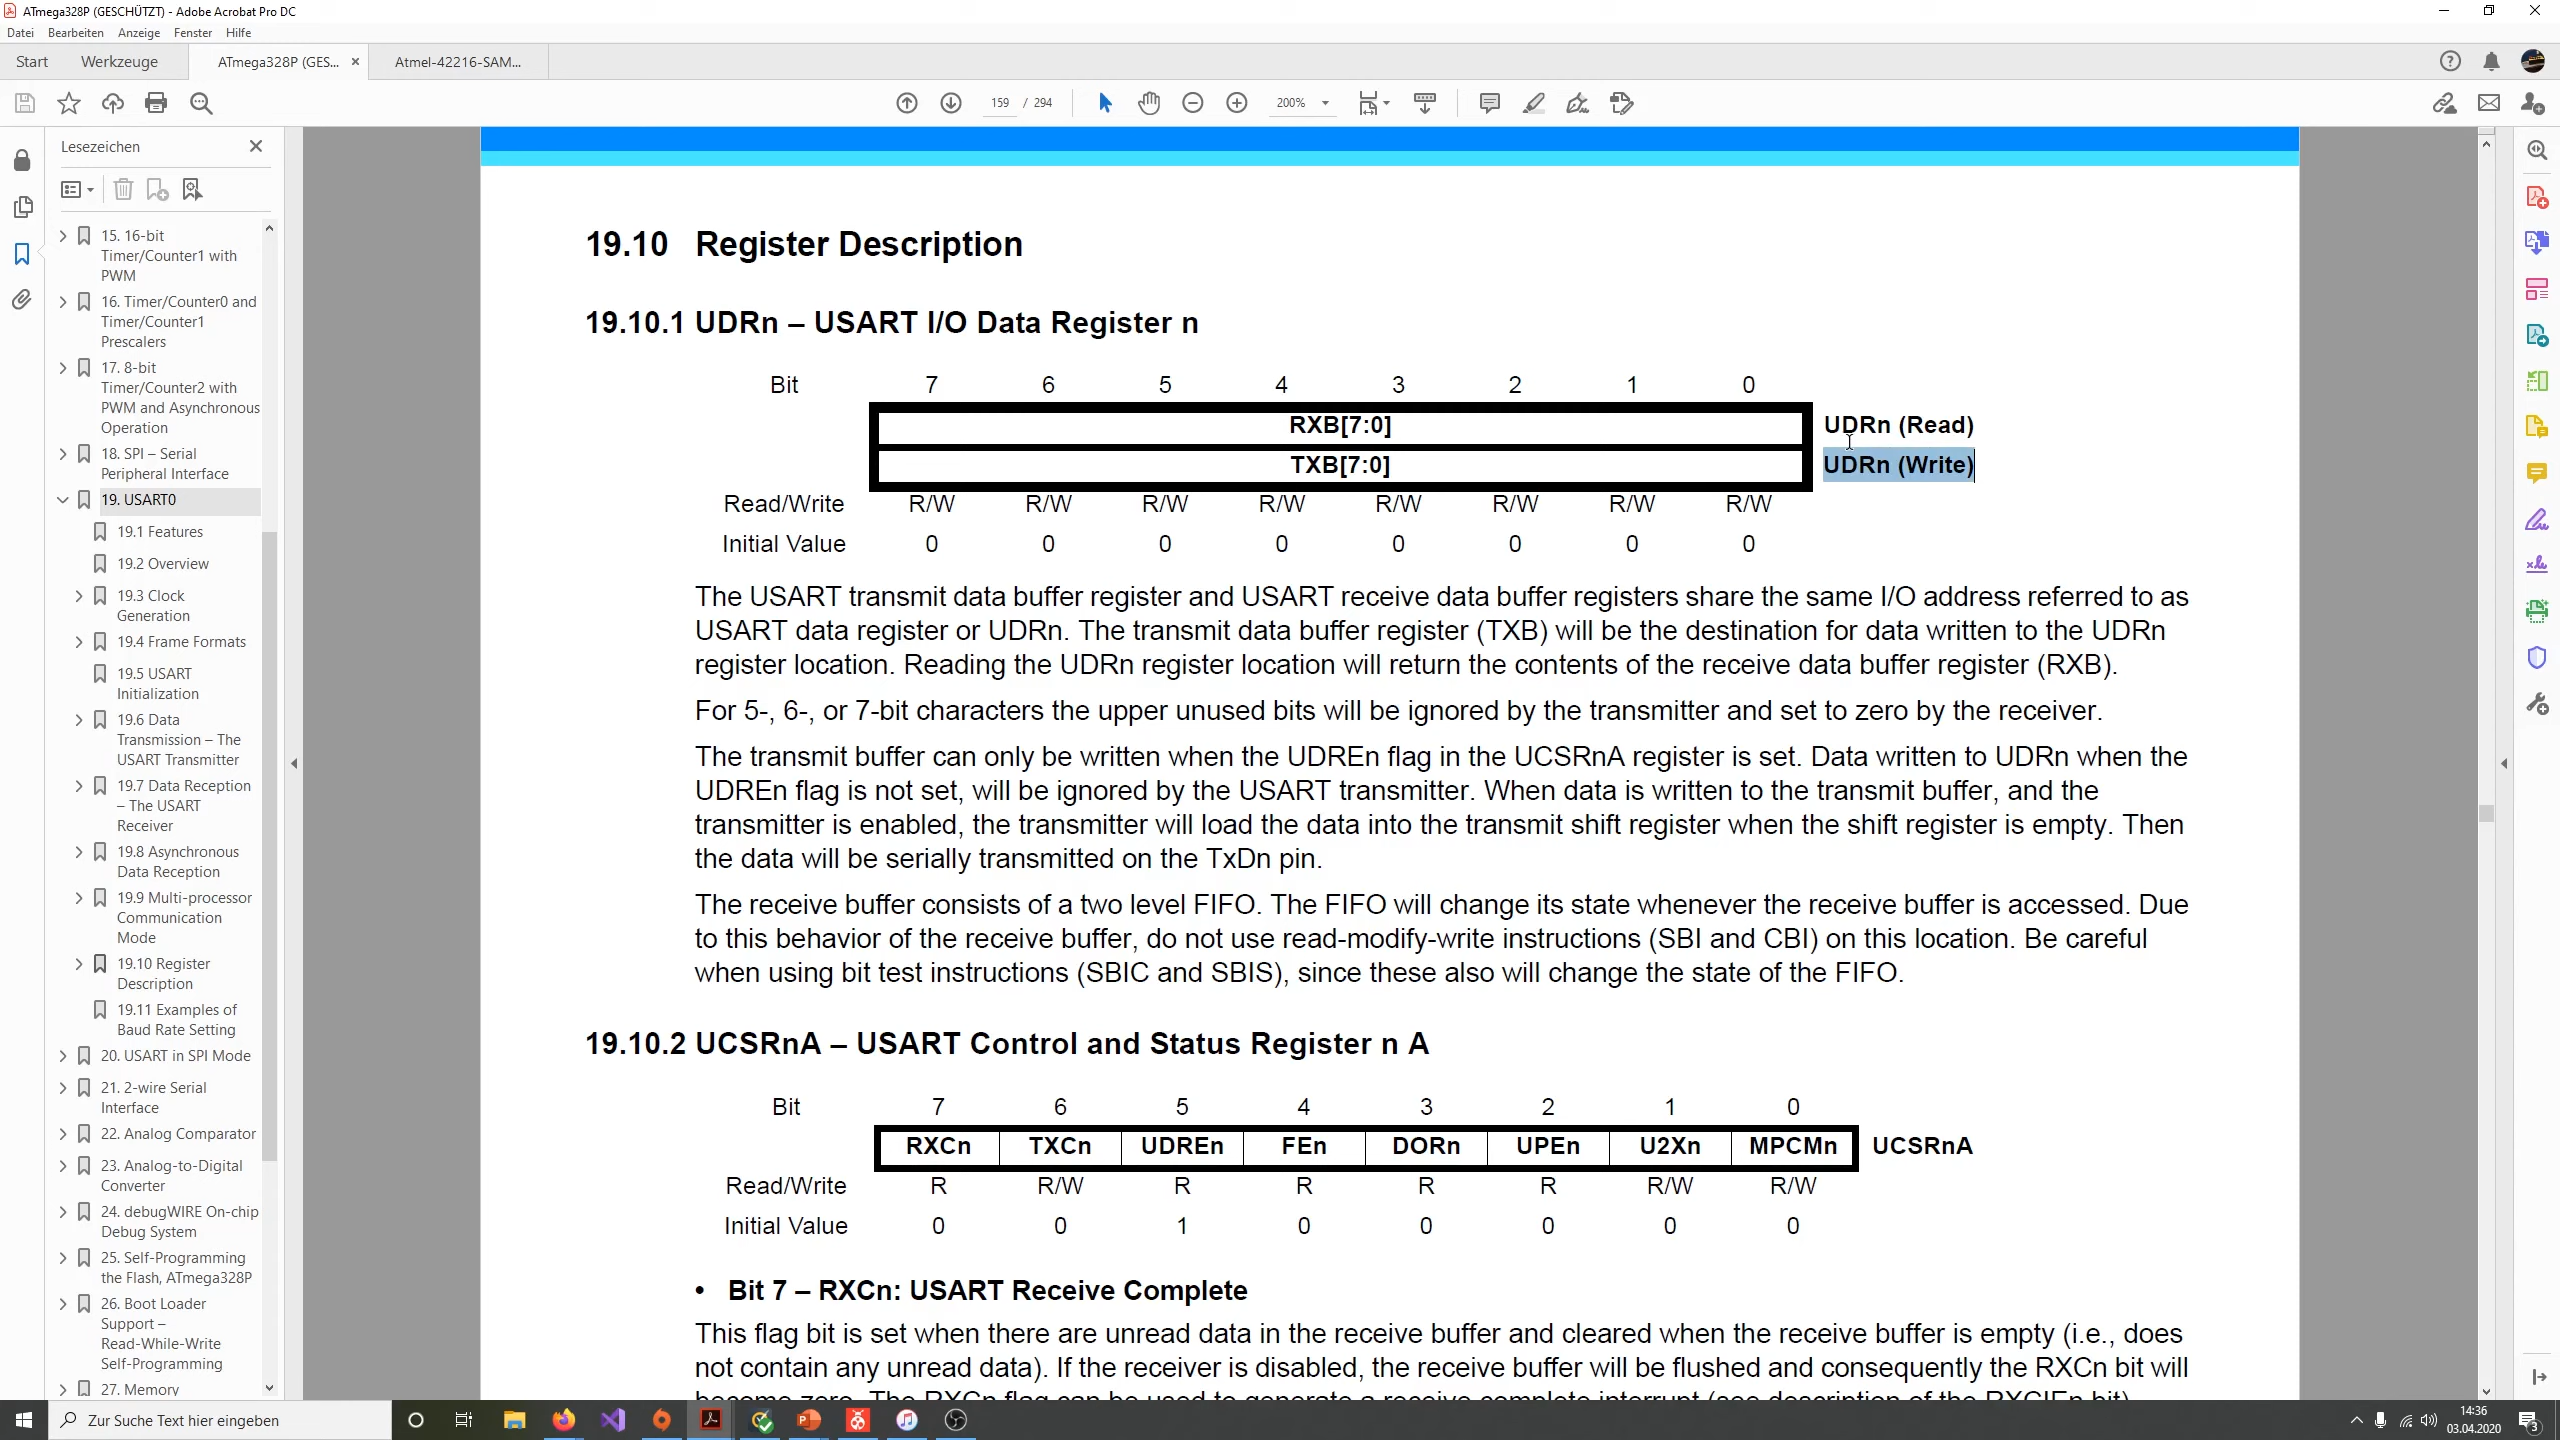 ATmega328P (GESCHÜTZT) - Adobe Acrobat Pro DC
Datei Bearbeiten Anzeige Fenster Hilfe
Start Werkzeuge ATmega328P (GES... × Atmel-42216-SAM...
159 / 294 200%
Lesezeichen
15. 16-bit
Timer/Counter1 with
PWM
16. Timer/Counter0 and
Timer/Counter1
Prescalers
17. 8-bit
Timer/Counter2 with
PWM and Asynchronous
Operation
18. SPI – Serial
Peripheral Interface
19. USART0
19.1 Features
19.2 Overview
19.3 Clock
Generation
19.4 Frame Formats
19.5 USART
Initialization
19.6 Data
Transmission – The
USART Transmitter
19.7 Data Reception
– The USART
Receiver
19.8 Asynchronous
Data Reception
19.9 Multi-processor
Communication
Mode
19.10 Register
Description
19.11 Examples of
Baud Rate Setting
20. USART in SPI Mode
21. 2-wire Serial
Interface
22. Analog Comparator
23. Analog-to-Digital
Converter
24. debugWIRE On-chip
Debug System
25. Self-Programming
the Flash, ATmega328P
26. Boot Loader
Support –
Read-While-Write
Self-Programming
27. Memory
19.10 Register Description
19.10.1 UDRn – USART I/O Data Register n
Bit 7 6 5 4 3 2 1 0
RXB[7:0] UDRn (Read)
TXB[7:0] UDRn (Write)
Read/Write R/W R/W R/W R/W R/W R/W R/W R/W
Initial Value 0 0 0 0 0 0 0 0
The USART transmit data buffer register and USART receive data buffer registers share the same I/O address referred to as
USART data register or UDRn. The transmit data buffer register (TXB) will be the destination for data written to the UDRn
register location. Reading the UDRn register location will return the contents of the receive data buffer register (RXB).
For 5-, 6-, or 7-bit characters the upper unused bits will be ignored by the transmitter and set to zero by the receiver.
The transmit buffer can only be written when the UDREn flag in the UCSRnA register is set. Data written to UDRn when the
UDREn flag is not set, will be ignored by the USART transmitter. When data is written to the transmit buffer, and the
transmitter is enabled, the transmitter will load the data into the transmit shift register when the shift register is empty. Then
the data will be serially transmitted on the TxDn pin.
The receive buffer consists of a two level FIFO. The FIFO will change its state whenever the receive buffer is accessed. Due
to this behavior of the receive buffer, do not use read-modify-write instructions (SBI and CBI) on this location. Be careful
when using bit test instructions (SBIC and SBIS), since these also will change the state of the FIFO.
19.10.2 UCSRnA – USART Control and Status Register n A
Bit 7 6 5 4 3 2 1 0
RXCn TXCn UDREn FEn DORn UPEn U2Xn MPCMn UCSRnA
Read/Write R R/W R R R R R/W R/W
Initial Value 0 0 1 0 0 0 0 0
• Bit 7 – RXCn: USART Receive Complete
This flag bit is set when there are unread data in the receive buffer and cleared when the receive buffer is empty (i.e., does
not contain any unread data). If the receiver is disabled, the receive buffer will be flushed and consequently the RXCn bit will
become zero. The RXCn flag can be used to generate a receive complete interrupt (see description of the RXCIEn bit).
Zur Suche Text hier eingeben
14:36
03.04.2020
3